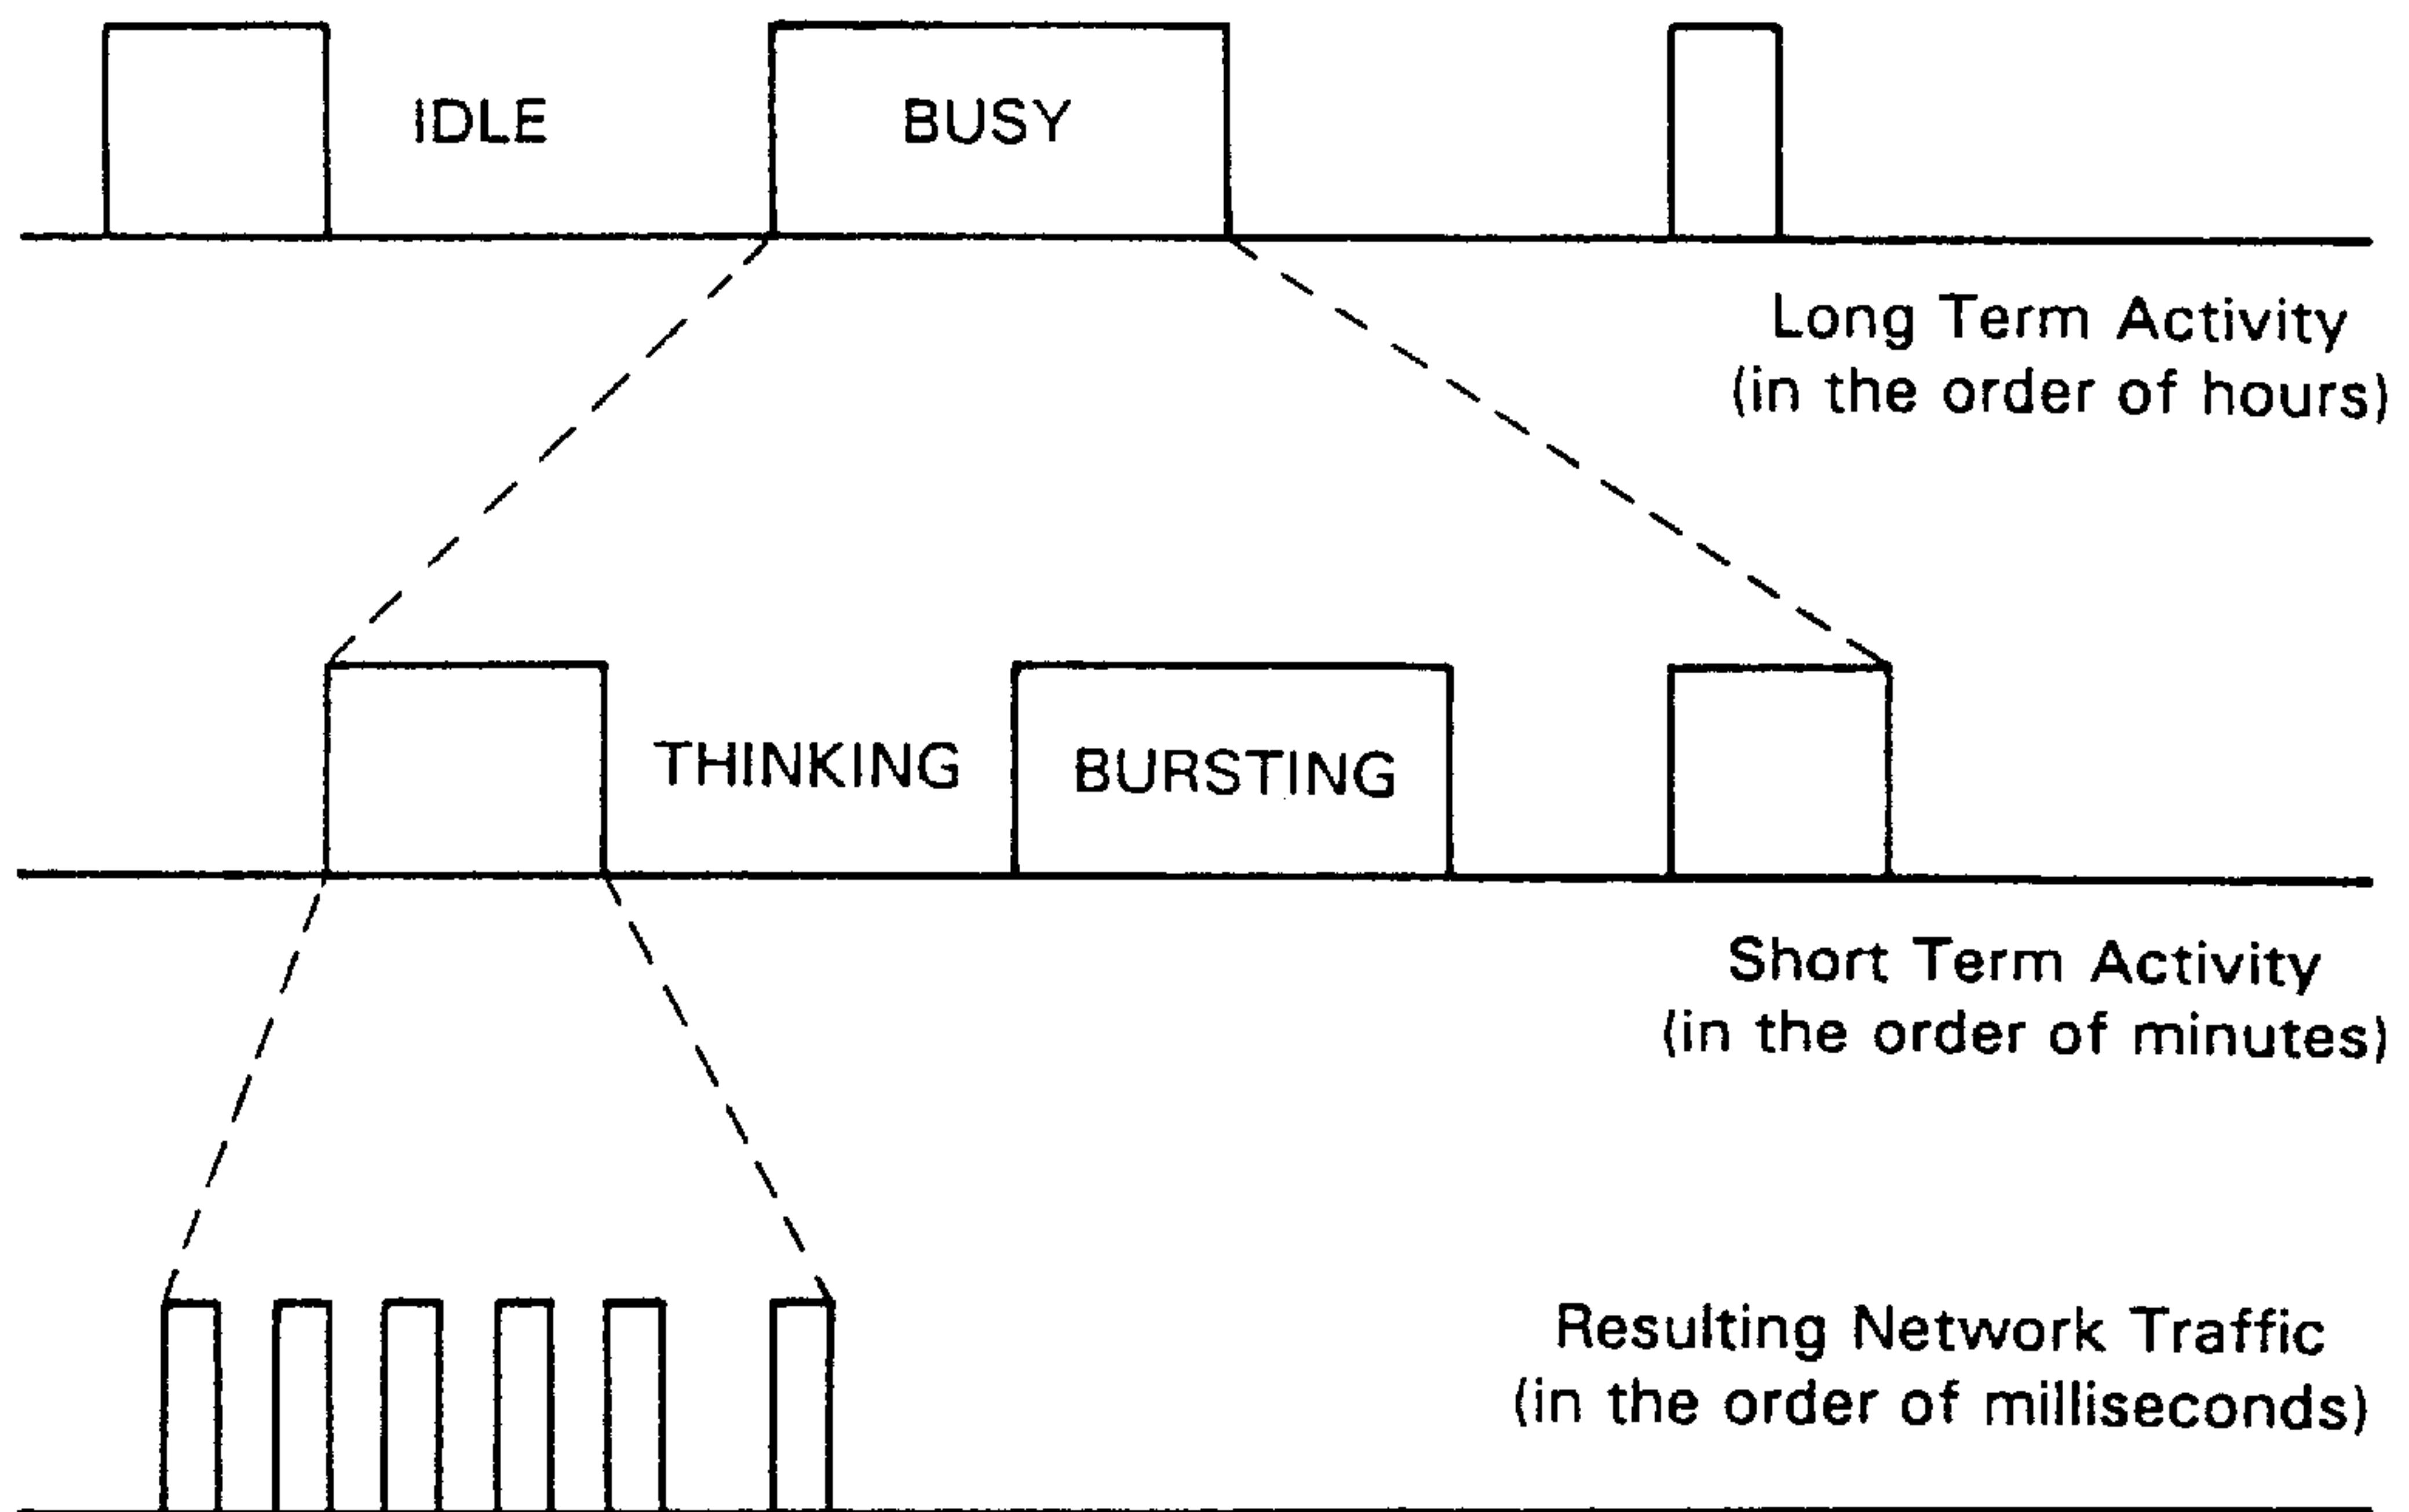 IDLE
BUSY
Long Term Activity
(in the order of hours)
THINKING
BURSTING
Short Term Activity
(in the order of minutes)
Resulting Network Traffic
(in the order of milliseconds)